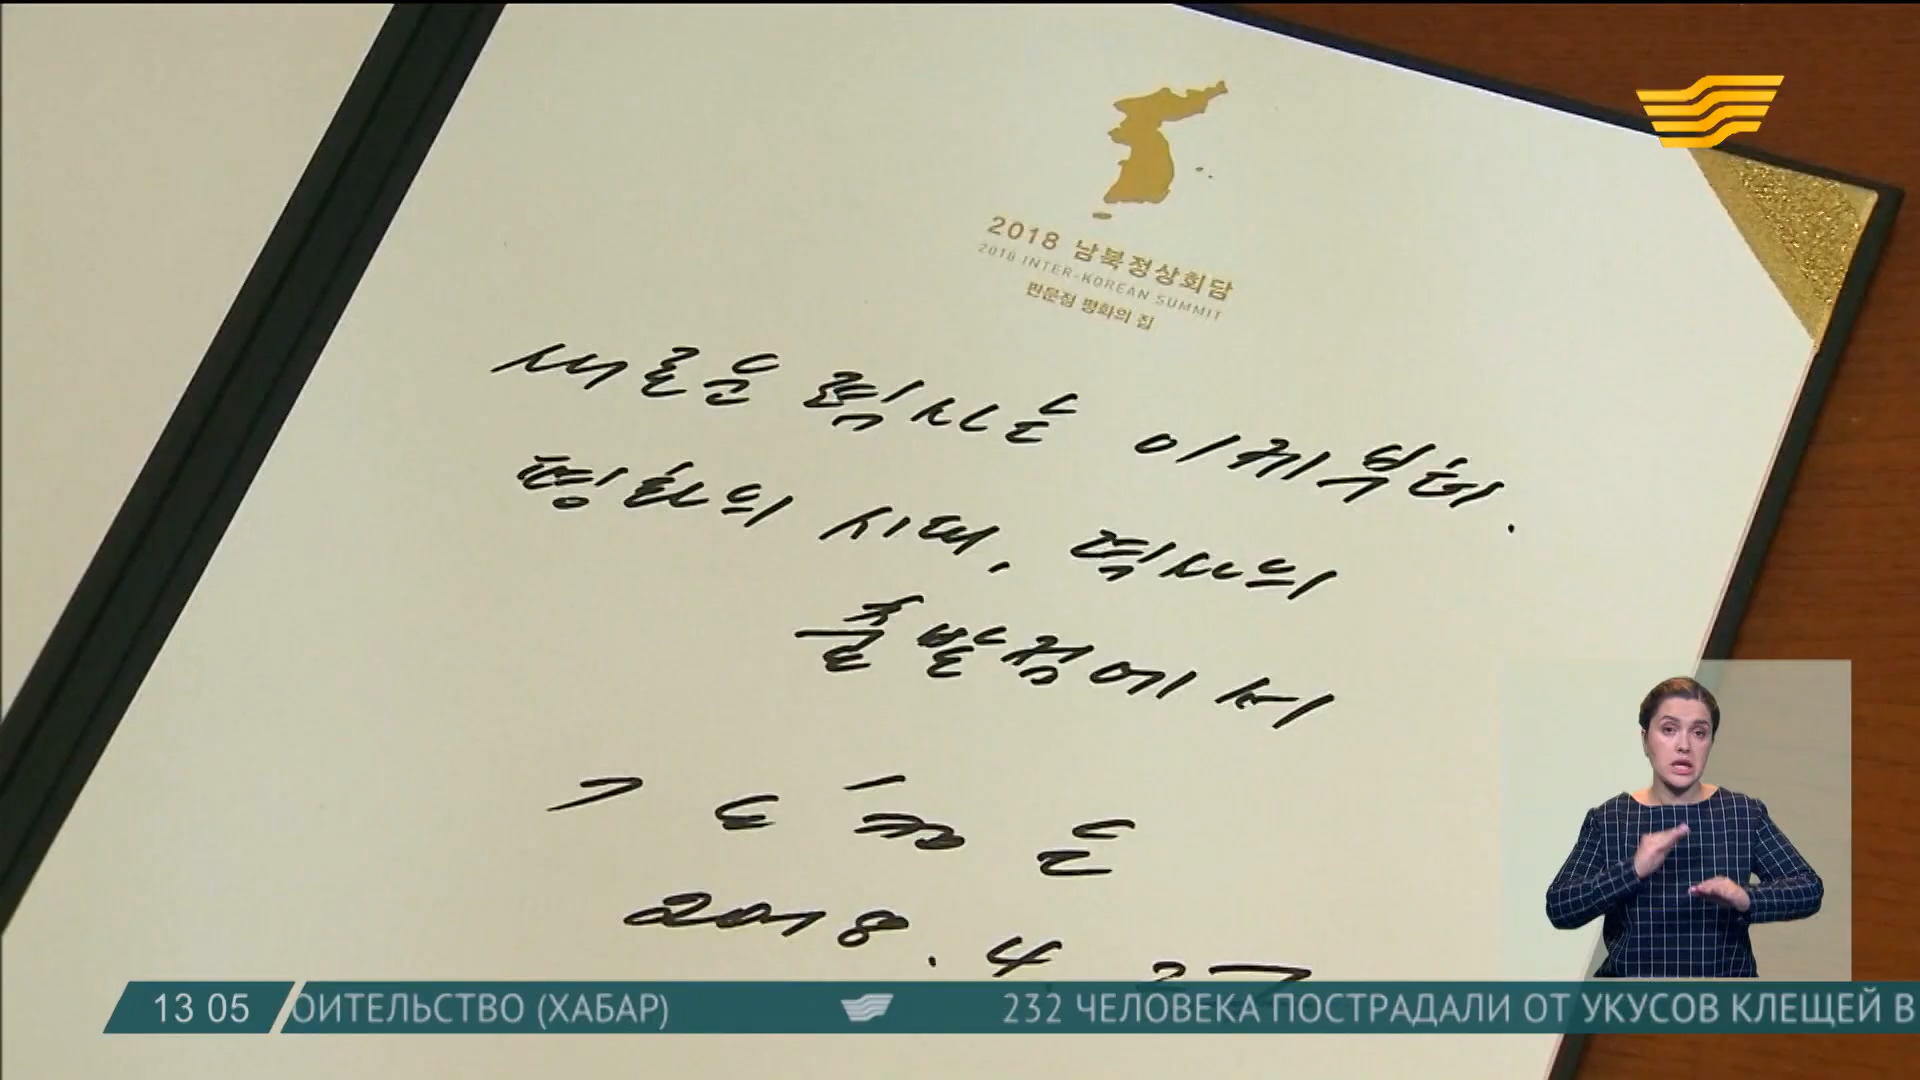 2018 남북정상회담
2018 INTER-KOREAN SUMMIT
판문점 평화의 집
새로운 력사는 이제부터.
평화의 시대, 력사의
출발점에서
김정은
2018. 4. 27
13 05 ОИТЕЛЬСТВО (ХАБАР) 232 ЧЕЛОВЕКА ПОСТРАДАЛИ ОТ УКУСОВ КЛЕЩЕЙ В